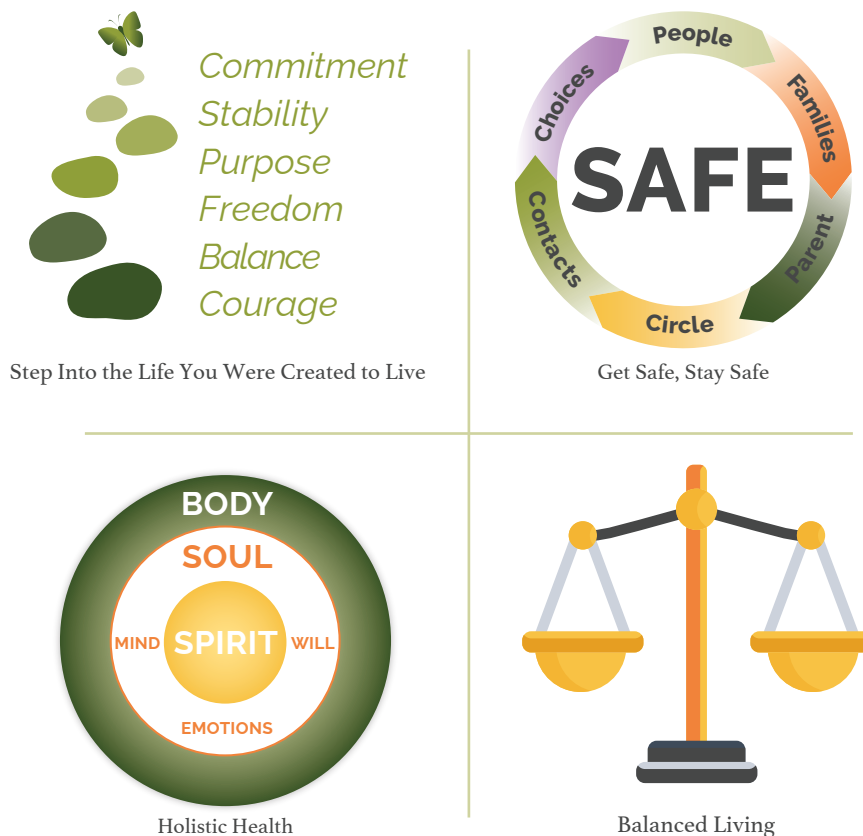 Commitment
Stability
Purpose
Freedom
Balance
Courage
Step Into the Life You Were Created to Live
People
Families
Parent
Circle
Contacts
Choices
SAFE
Get Safe, Stay Safe
BODY
SOUL
MIND SPIRIT WILL
EMOTIONS
Holistic Health
Balanced Living